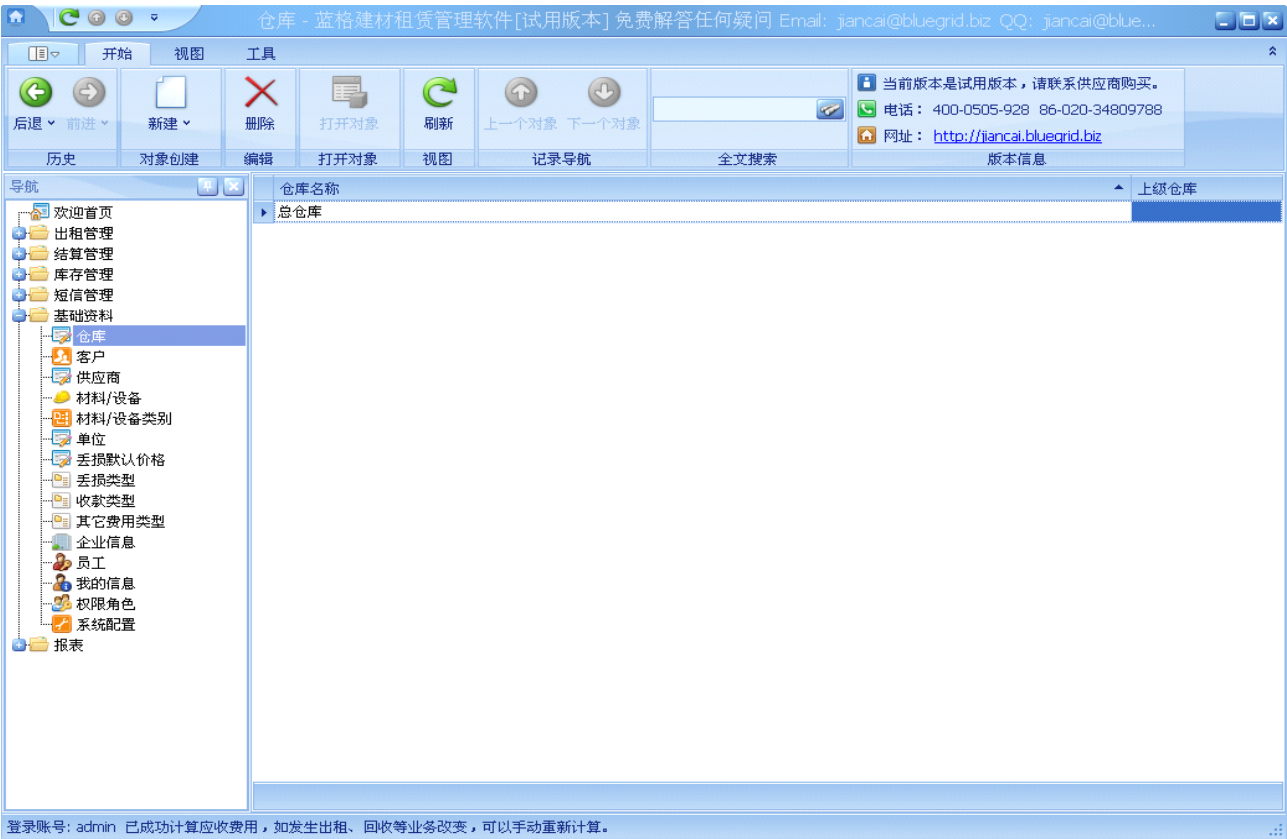 仓库 - 蓝格建材租赁管理软件[试用版本] 免费解答任何疑问 Email: jiancai@bluegrid.biz QQ: jiancai@blue...
开始 视图 工具
后退 前进 新建 删除 打开对象 刷新 上一个对象 下一个对象
当前版本是试用版本，请联系供应商购买。
电话： 400-0505-928 86-020-34809788
网址： http://jiancai.bluegrid.biz
历史 对象创建 编辑 打开对象 视图 记录导航 全文搜索 版本信息
导航
欢迎首页
出租管理
结算管理
库存管理
短信管理
基础资料
仓库
客户
供应商
材料/设备
材料/设备类别
单位
丢损默认价格
丢损类型
收款类型
其它费用类型
企业信息
员工
我的信息
权限角色
系统配置
报表
仓库名称 上级仓库
总仓库
登录账号: admin 已成功计算应收费用，如发生出租、回收等业务改变，可以手动重新计算。